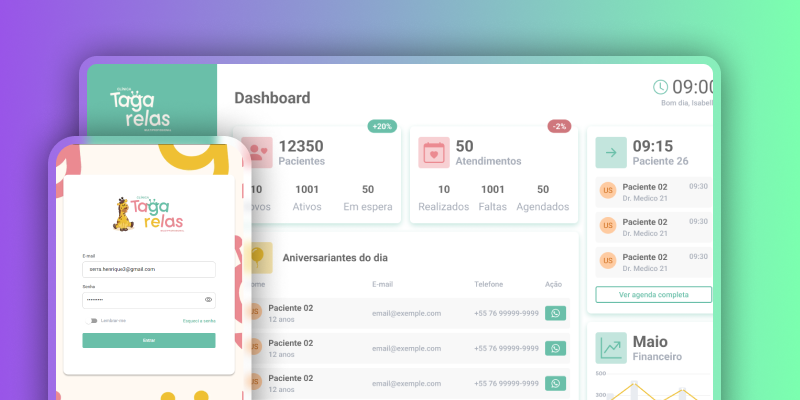 Taga
relas
Dashboard
09:00
Bom dia, Isabell
+20%
12350
Pacientes
10
1001
50
ovos
Ativos
Em espera
-2%
50
Atendimentos
10
1001
50
Realizados
Faltas
Agendados
09:15
Paciente 26
US
Paciente 02
09:30
Dr. Medico 21
US
Paciente 02
09:30
Dr. Medico 21
US
Paciente 02
09:30
Dr. Medico 21
Ver agenda completa
Aniversariantes do dia
ome
E-mail
Telefone
Ação
US
Paciente 02
12 anos
email@exemple.com
+55 76 99999-9999
US
Paciente 02
12 anos
email@exemple.com
+55 76 99999-9999
US
Paciente 02
12 anos
email@exemple.com
+55 76 99999-9999
Maio
Financeiro
500
400
300
Taga
relas
E-mail
serra.henrique2@gmail.com
Senha
Lembrar-me
Esqueci a senha
Entrar